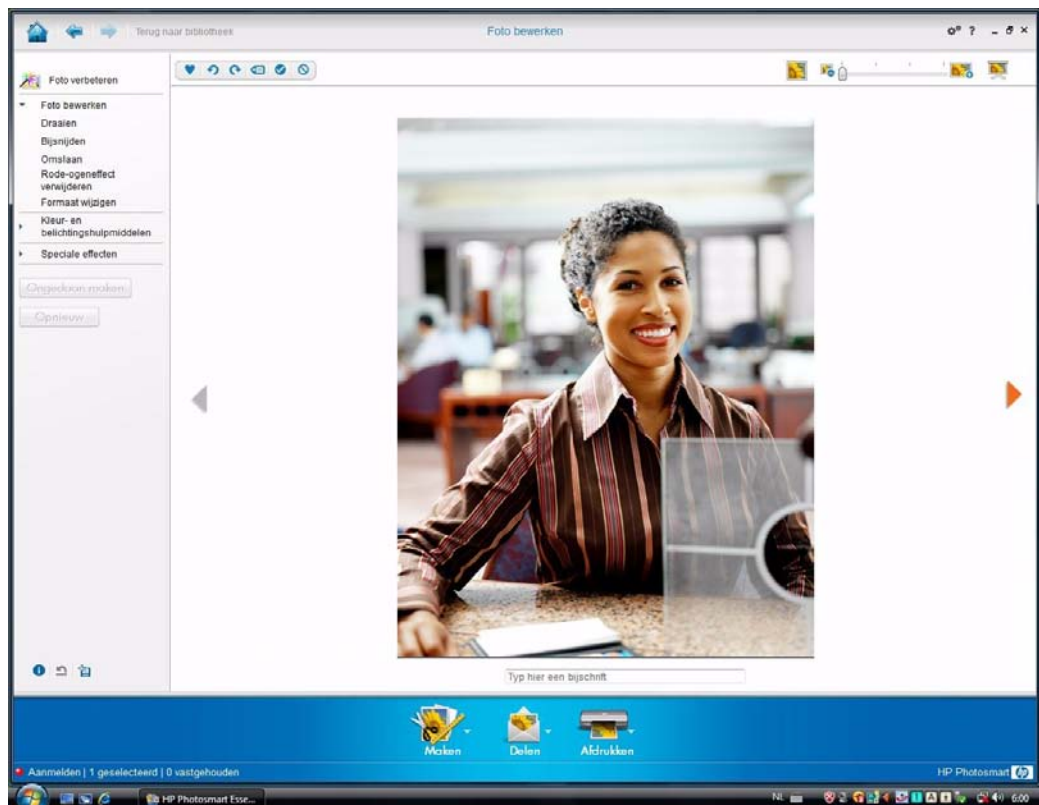 Terug naar bibliotheek
Foto bewerken
Foto verbeteren
Foto bewerken
Draaien
Bijsnijden
Omslaan
Rode-ogeneffect
verwijderen
Formaat wijzigen
Kleur- en
belichtingshulpmiddelen
Speciale effecten
Ongedaan maken
Opnieuw
Typ hier een bijschrift
Maken
Delen
Afdrukken
Aanmelden | 1 geselecteerd | 0 vastgehouden
HP Photosmart
HP Photosmart Esse...
NL
6:00